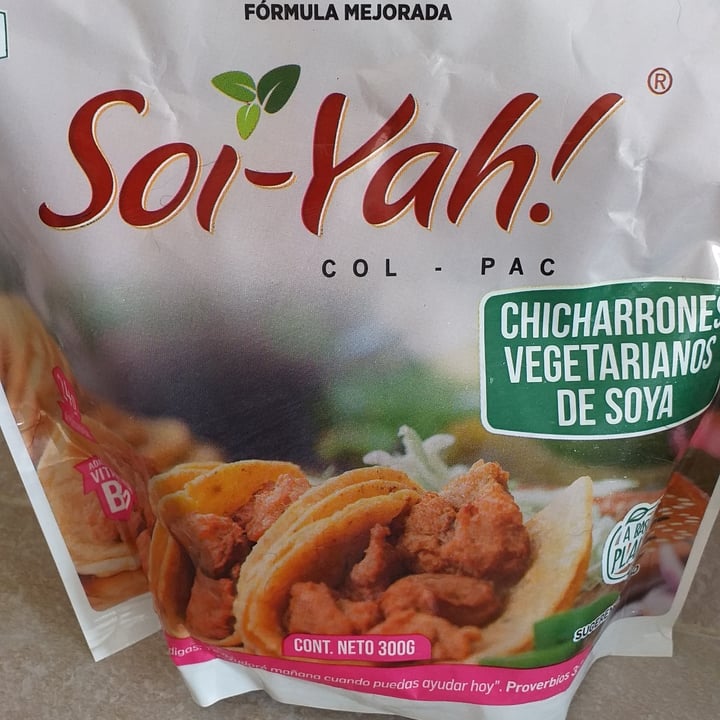 FÓRMULA MEJORADA
Soi-Yah!
®
COL - PAC
CHICHARRONES
VEGETARIANOS
DE SOYA
B
CONT. NETO 300G
mañana cuando puedas ayudar hoy". Proverbios